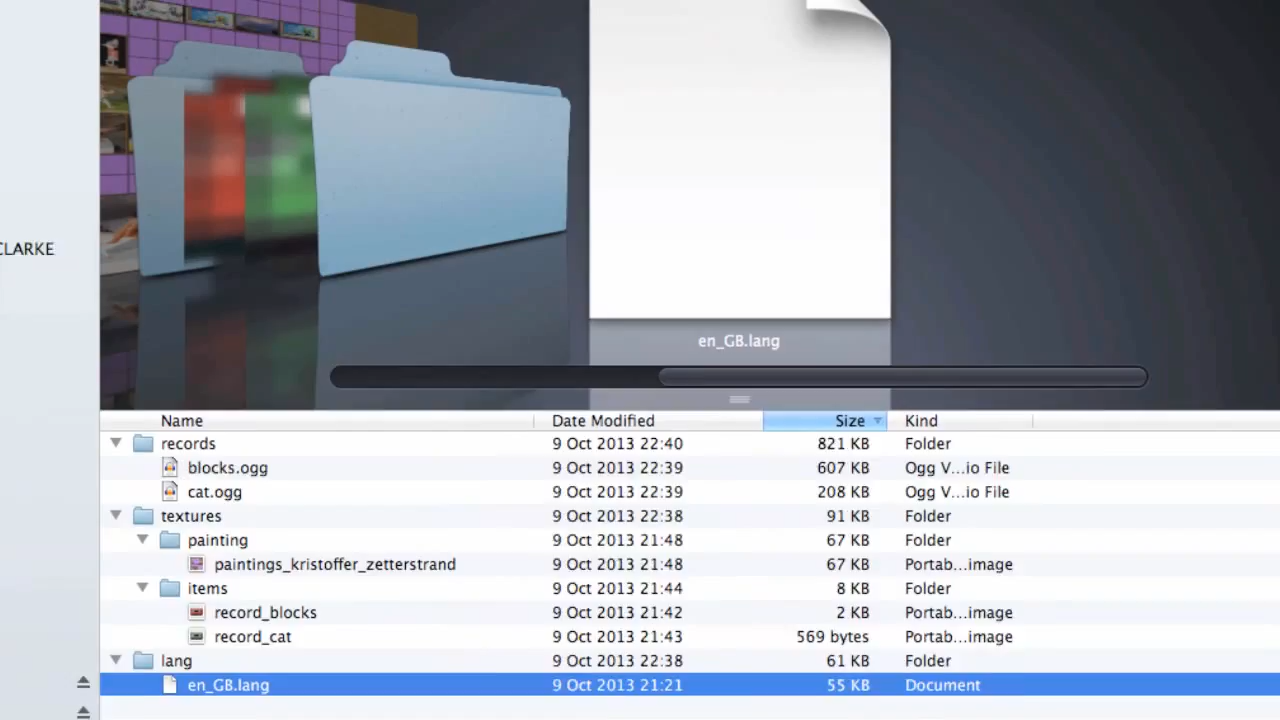 CLARKE
en_GB.lang
Name Date Modified Size Kind
records 9 Oct 2013 22:40 821 KB Folder
blocks.ogg 9 Oct 2013 22:39 607 KB Ogg V...io File
cat.ogg 9 Oct 2013 22:39 208 KB Ogg V...io File
textures 9 Oct 2013 22:38 91 KB Folder
painting 9 Oct 2013 21:48 67 KB Folder
paintings_kristoffer_zetterstrand 9 Oct 2013 21:48 67 KB Portab...image
items 9 Oct 2013 21:44 8 KB Folder
record_blocks 9 Oct 2013 21:42 2 KB Portab...image
record_cat 9 Oct 2013 21:43 569 bytes Portab...image
lang 9 Oct 2013 22:38 61 KB Folder
en_GB.lang 9 Oct 2013 21:21 55 KB Document